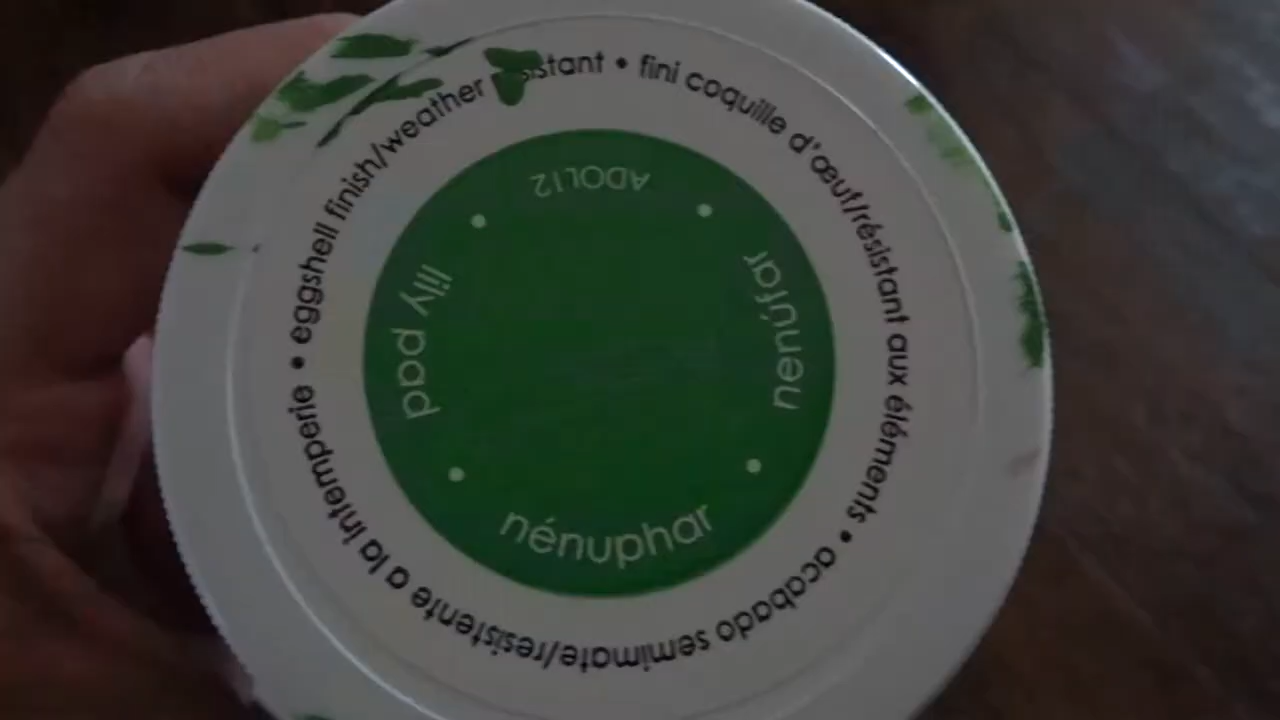 eggshell finish/weather resistant • fini coquille d'œuf/résistant aux éléments • acabado semimate/resistente a la intemperie •
ADOL12
lily pad
nenúfar
nénuphar